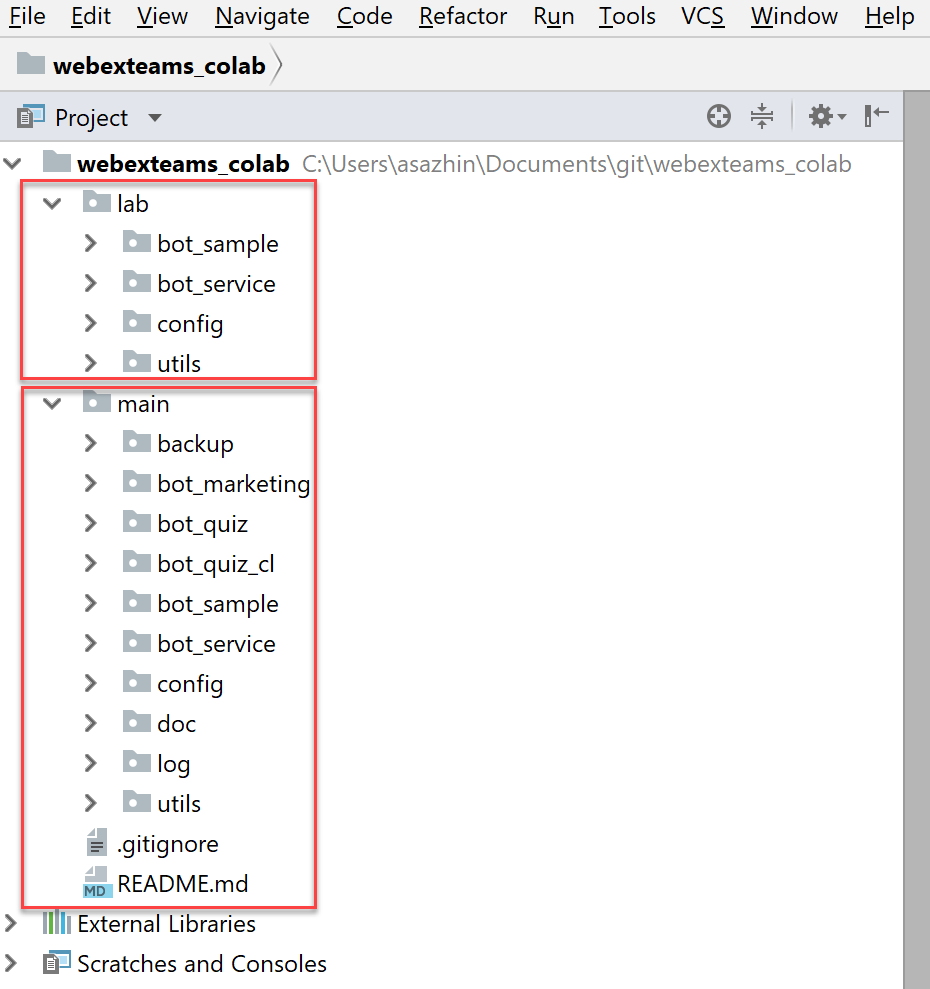 File Edit View Navigate Code Refactor Run Tools VCS Window Help
webexteams_colab
Project
webexteams_colab C:\Users\asazhin\Documents\git\webexteams_colab
lab
bot_sample
bot_service
config
utils
main
backup
bot_marketing
bot_quiz
bot_quiz_cl
bot_sample
bot_service
config
doc
log
utils
.gitignore
MD README.md
External Libraries
Scratches and Consoles